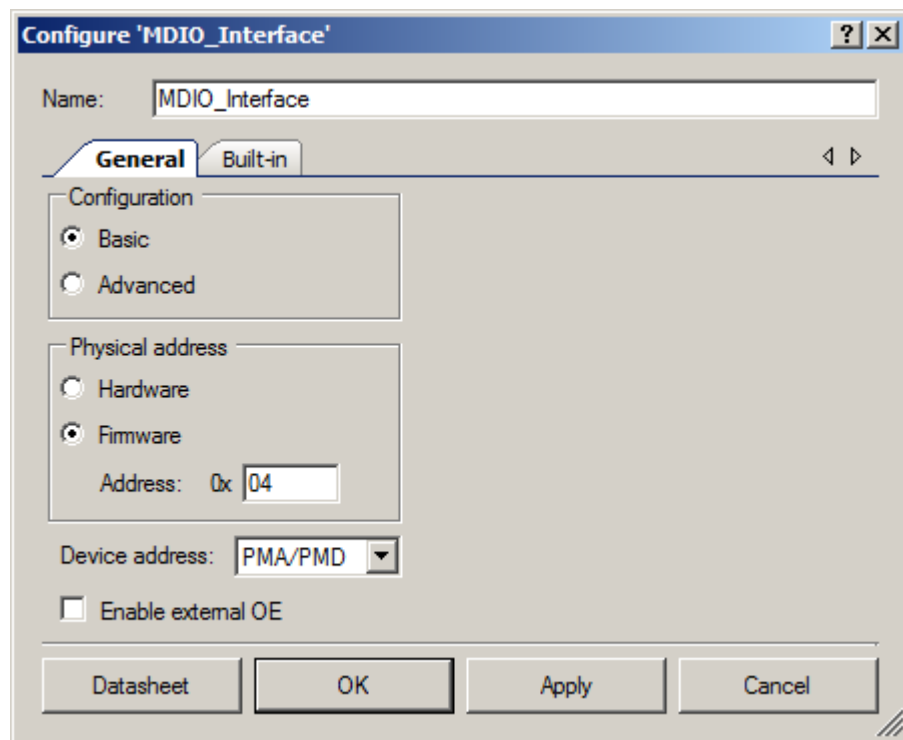 Configure 'MDIO_Interface'
?
Name: MDIO_Interface
General Built-in
Configuration
Basic
Advanced
Physical address
Hardware
Firmware
Address: 0x 04
Device address: PMA/PMD
Enable external OE
Datasheet OK Apply Cancel